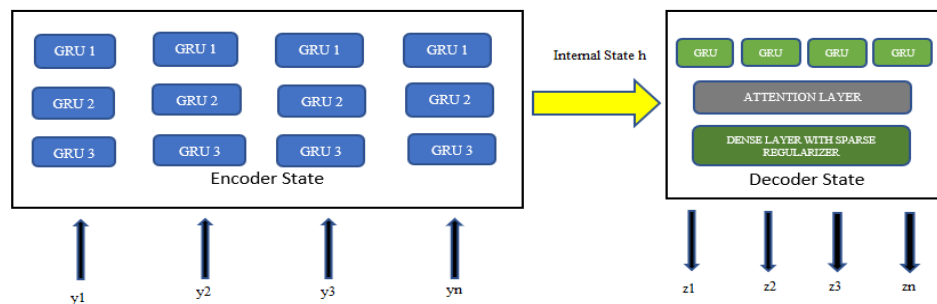 GRU 1
GRU 1
GRU 1
GRU 1
GRU 2
GRU 2
GRU 2
GRU 2
GRU 3
GRU 3
GRU 3
GRU 3
Encoder State
y1
y2
y3
yn
Internal State h
GRU
GRU
GRU
GRU
ATTENTION LAYER
DENSE LAYER WITH SPARSE
REGULARIZER
Decoder State
z1
z2
z3
zn